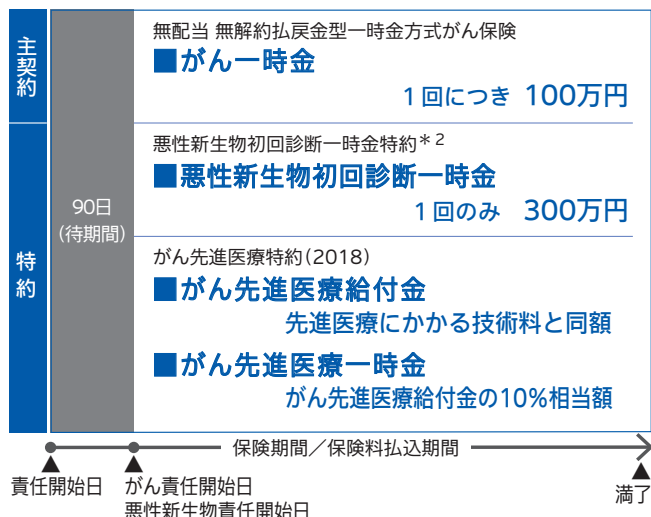 主契約
無配当 無解約払戻金型一時金方式がん保険
■がん一時金
1回につき 100万円
特約
90日
(待期間)
悪性新生物初回診断一時金特約＊2
■悪性新生物初回診断一時金
1回のみ 300万円
がん先進医療特約(2018)
■がん先進医療給付金
先進医療にかかる技術料と同額
■がん先進医療一時金
がん先進医療給付金の10%相当額
保険期間／保険料払込期間
▲
責任開始日
▲
がん責任開始日
悪性新生物責任開始日
▲
満了